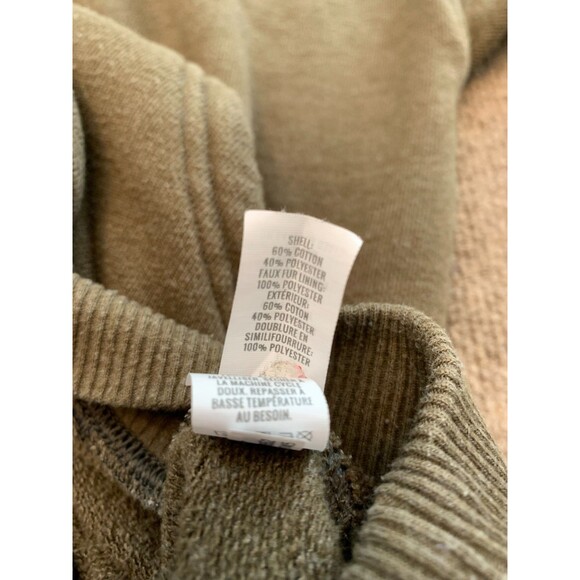 SHELL:
60% COTTON
40% POLYESTER
FAUX FUR LINING:
100% POLYESTER
EXTÉRIEUR:
60% COTON
40% POLYESTER
DOUBLURE EN
SIMILIFOURRURE:
100% POLYESTER
LA MACHINE CYCLE
DOUX. REPASSER À
BASSE TEMPÉRATURE
AU BESOIN.